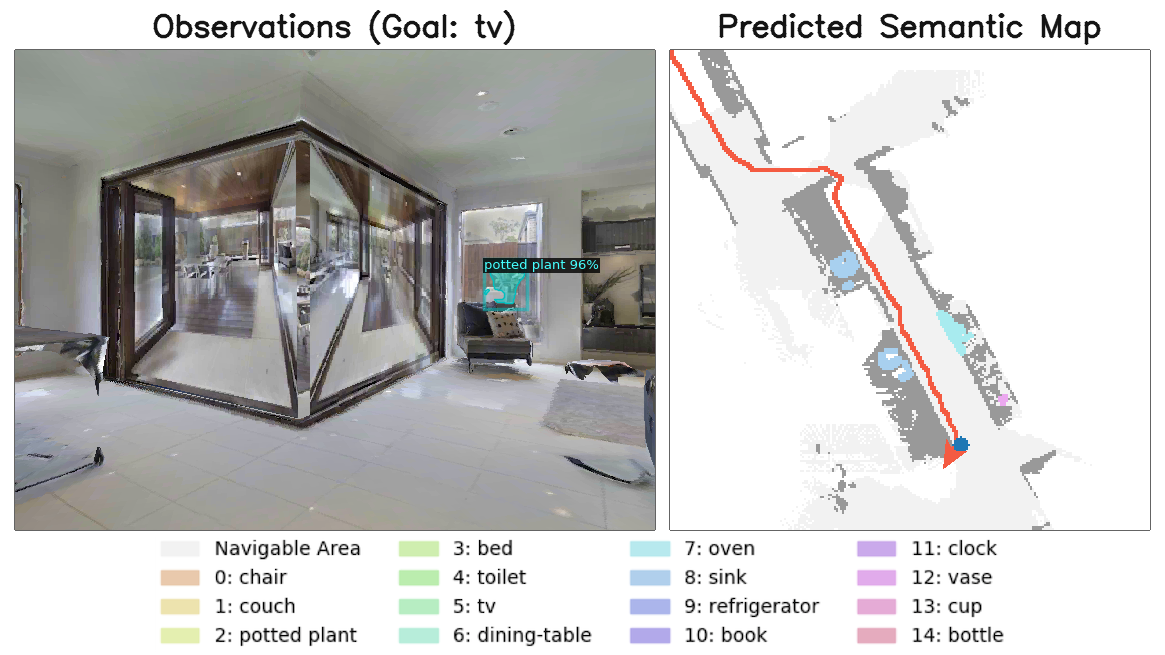 Observations (Goal: tv)
Predicted Semantic Map
potted plant 96%
Navigable Area
0: chair
1: couch
2: potted plant
3: bed
4: toilet
5: tv
6: dining-table
7: oven
8: sink
9: refrigerator
10: book
11: clock
12: vase
13: cup
14: bottle